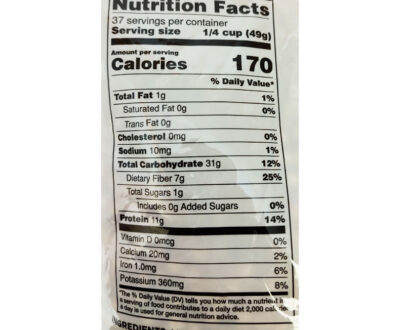 Nutrition Facts
37 servings per container
Serving size 1/4 cup (49g)
Amount per serving
Calories 170
% Daily Value*
Total Fat 1g 1%
Saturated Fat 0g 0%
Trans Fat 0g
Cholesterol 0mg 0%
Sodium 10mg 1%
Total Carbohydrate 31g 12%
Dietary Fiber 7g 25%
Total Sugars 1g
Includes 0g Added Sugars 0%
Protein 11g 14%
Vitamin D 0mcg 0%
Calcium 20mg 2%
Iron 1.0mg 6%
Potassium 360mg 8%
*The % Daily Value (DV) tells you how much a nutrient in
a serving of food contributes to a daily diet 2,000 calories
a day is used for general nutrition advice.
INGREDIENTS